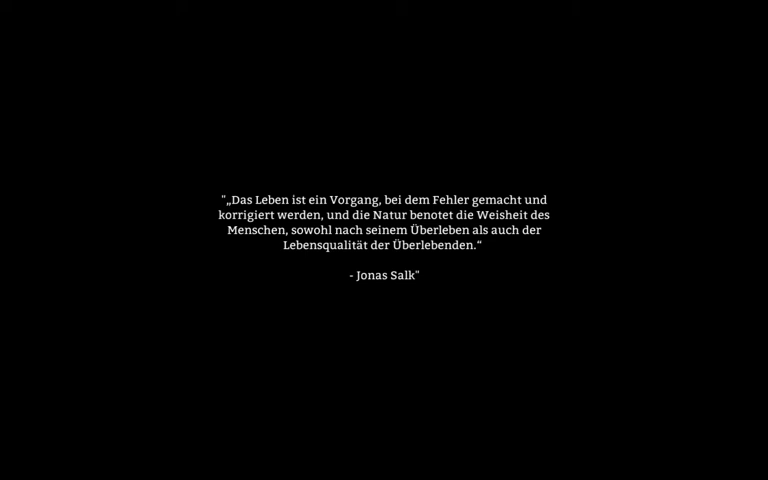 "„Das Leben ist ein Vorgang, bei dem Fehler gemacht und
korrigiert werden, und die Natur benotet die Weisheit des
Menschen, sowohl nach seinem Überleben als auch der
Lebensqualität der Überlebenden.“
- Jonas Salk"